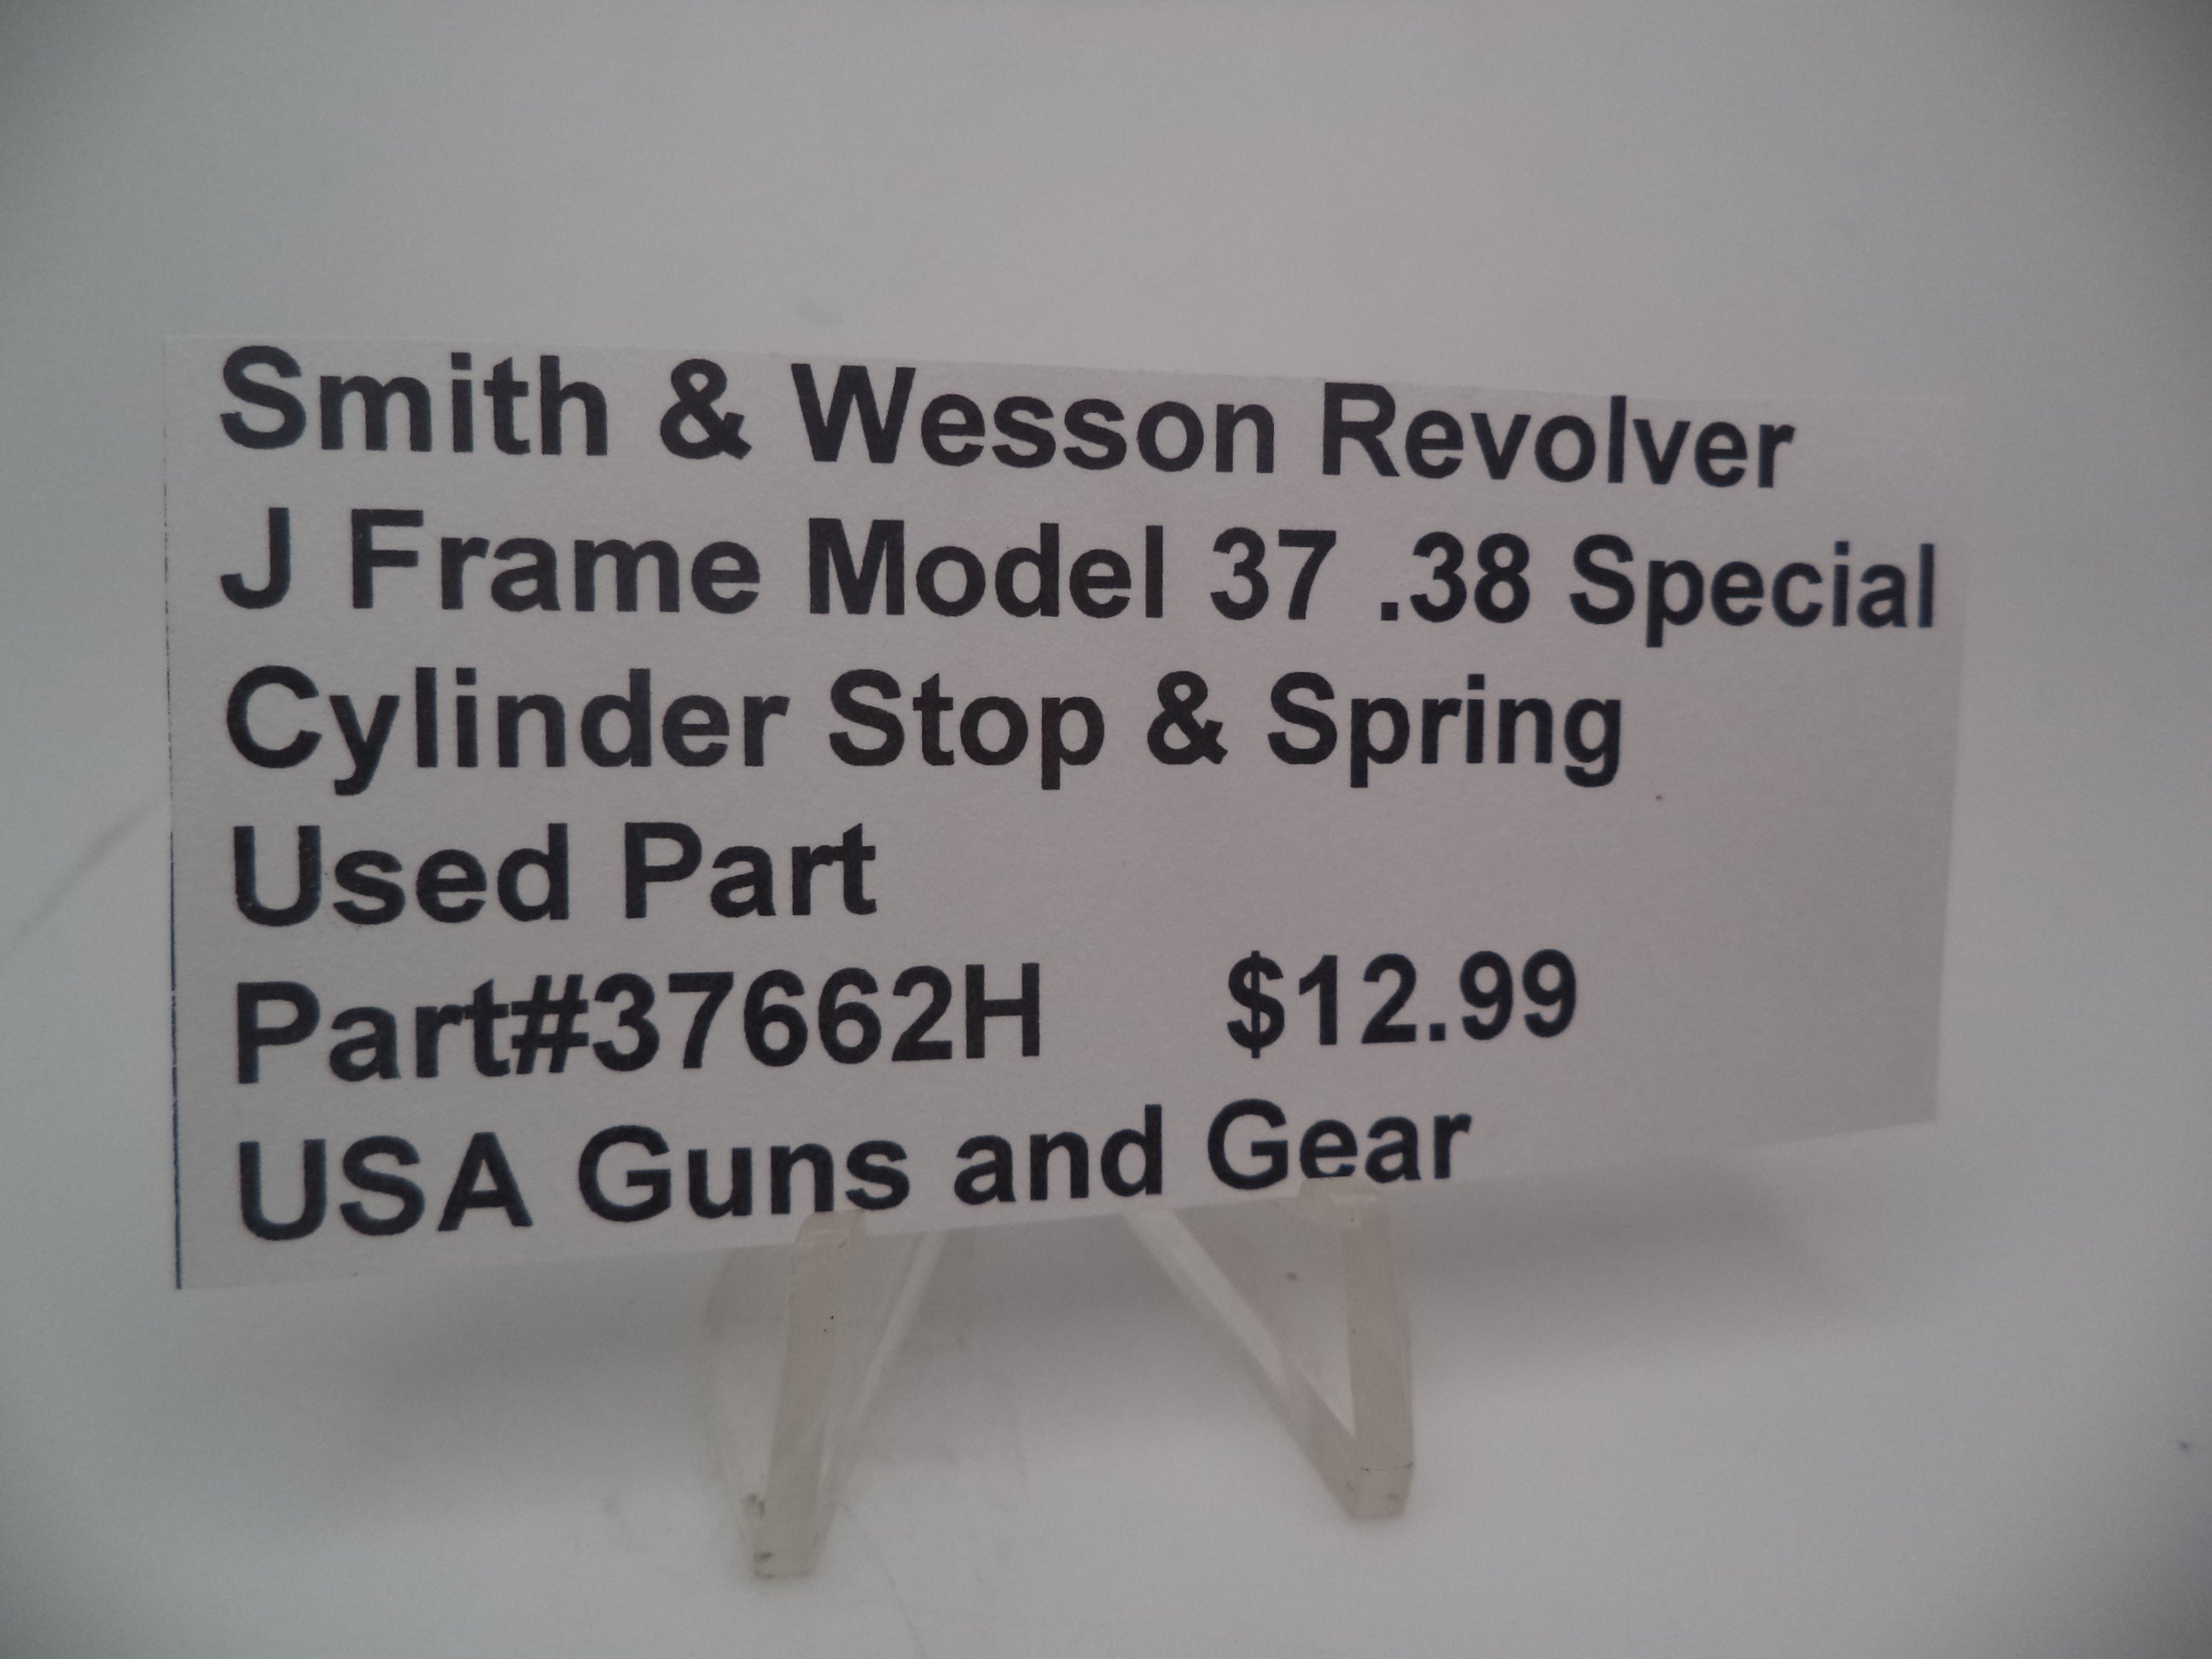 Smith & Wesson Revolver
J Frame Model 37 .38 Special
Cylinder Stop & Spring
Used Part
Part#37662H $12.99
USA Guns and Gear